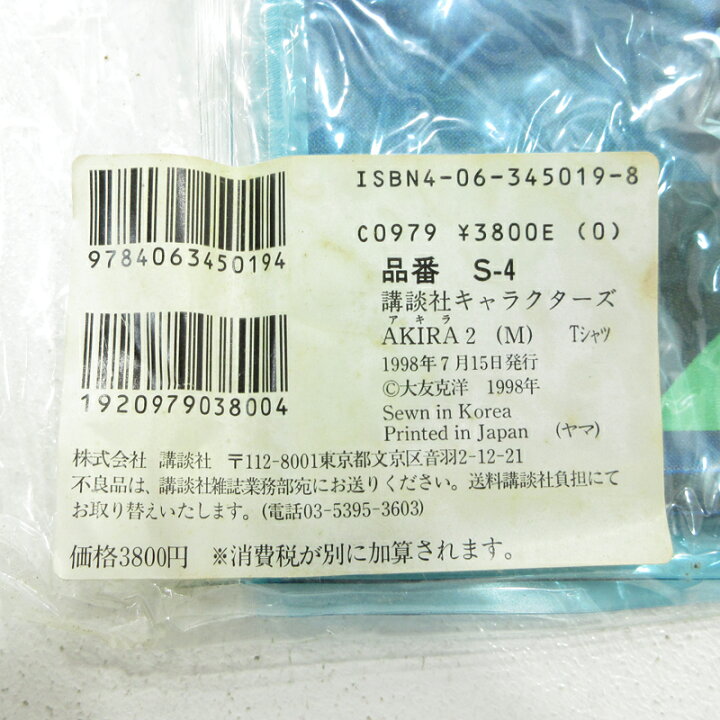 ISBN4-06-345019-8
9784063450194
C0979 ¥3800E (0)
品番 S-4
講談社キャラクターズ
アキラ
AKIRA 2 (M) Tシャツ
1998年7月15日発行
©大友克洋 1998年
1920979038004
Sewn in Korea
Printed in Japan (ヤマ)
株式会社 講談社 〒112-8001東京都文京区音羽2-12-21
不良品は、講談社雑誌業務部宛にお送りください。送料講談社負担にて
お取り替えいたします。(電話03-5395-3603)
価格3800円 ※消費税が別に加算されます。